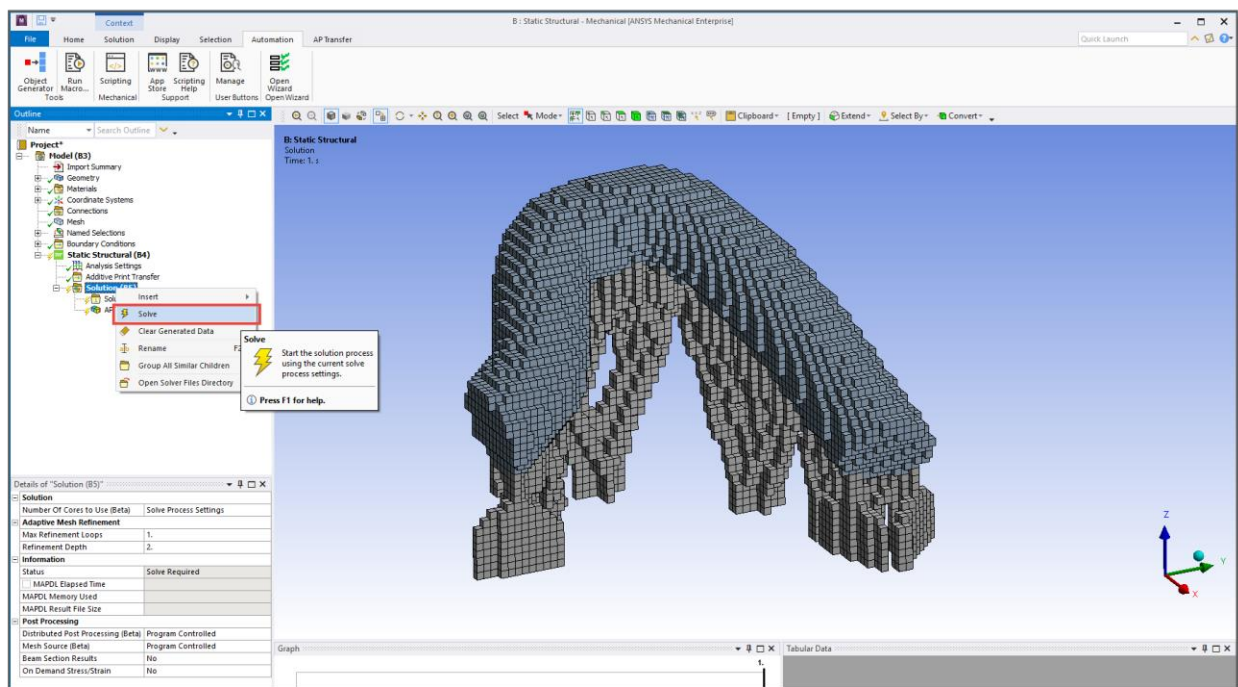 Context
B : Static Structural - Mechanical [ANSYS Mechanical Enterprise]
File Home Solution Display Selection Automation AP Transfer
Quick Launch
Object Generator
Run Macro...
Scripting
App Store
Scripting Help
Manage
Open Wizard
Tools Mechanical Support User Buttons Open Wizard
Outline
Select Mode Clipboard [ Empty ] Extend Select By Convert
Name Search Outline
Project*
Model (B3)
Import Summary
Geometry
Materials
Coordinate Systems
Connections
Mesh
Named Selections
Boundary Conditions
Static Structural (B4)
Analysis Settings
Additive Print Transfer
Solution (B5)
Sol
AP
Insert
Solve
Clear Generated Data
Rename F2
Group All Similar Children
Open Solver Files Directory
Solve
Start the solution process
using the current solve
process settings.
Press F1 for help.
B: Static Structural
Solution
Time: 1. s
Z
Y
X
Details of "Solution (B5)"
Solution
Number Of Cores to Use (Beta) Solve Process Settings
Adaptive Mesh Refinement
Max Refinement Loops 1.
Refinement Depth 2.
Information
Status Solve Required
MAPDL Elapsed Time
MAPDL Memory Used
MAPDL Result File Size
Post Processing
Distributed Post Processing (Beta) Program Controlled
Mesh Source (Beta) Program Controlled
Beam Section Results No
On Demand Stress/Strain No
Graph
1.
Tabular Data